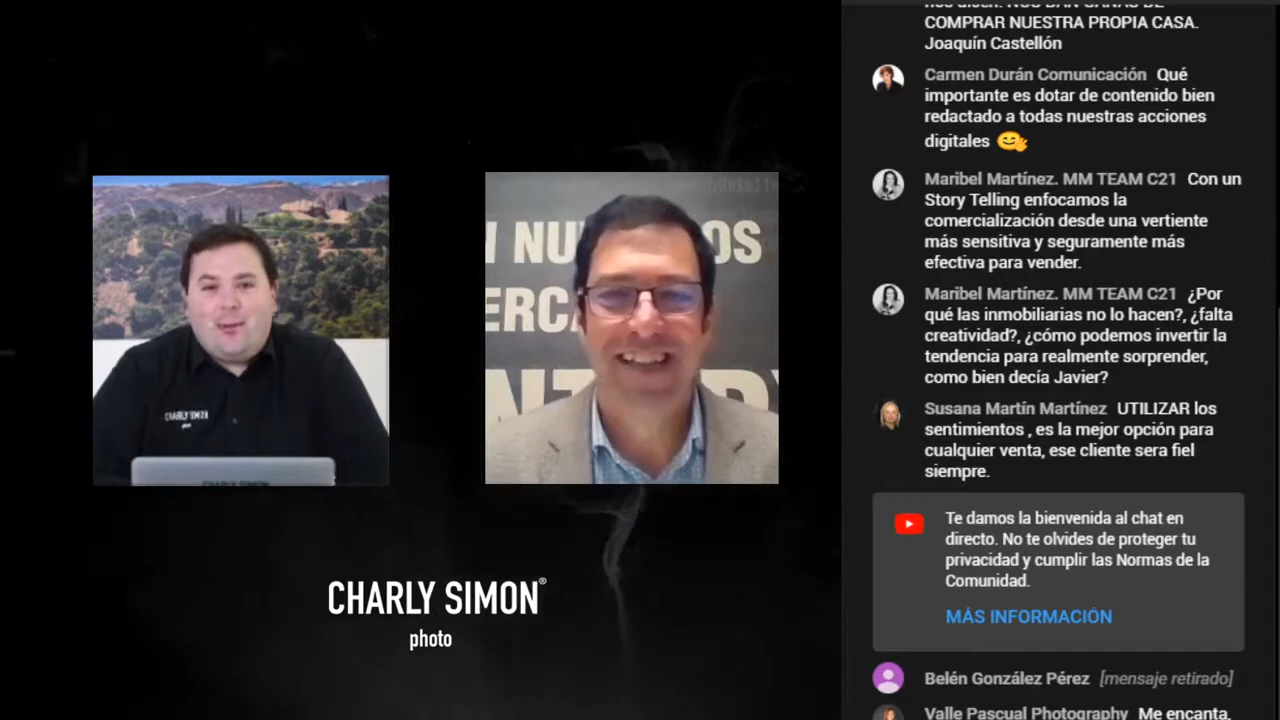 CHARLY SIMON
CHARLY SIMON
N NU
OS
ERCA
CHARLY SIMON®
photo
COMPRAR NUESTRA PROPIA CASA.
Joaquín Castellón
Carmen Durán Comunicación Qué
importante es dotar de contenido bien
redactado a todas nuestras acciones
digitales
Maribel Martínez. MM TEAM C21 Con un
Story Telling enfocamos la
comercialización desde una vertiente
más sensitiva y seguramente más
efectiva para vender.
Maribel Martínez. MM TEAM C21 ¿Por
qué las inmobiliarias no lo hacen?, ¿falta
creatividad?, ¿cómo podemos invertir la
tendencia para realmente sorprender,
como bien decía Javier?
Susana Martín Martínez UTILIZAR los
sentimientos , es la mejor opción para
cualquier venta, ese cliente sera fiel
siempre.
Te damos la bienvenida al chat en
directo. No te olvides de proteger tu
privacidad y cumplir las Normas de la
Comunidad.
MÁS INFORMACIÓN
Belén González Pérez [mensaje retirado]
Valle Pascual Photography Me encanta,